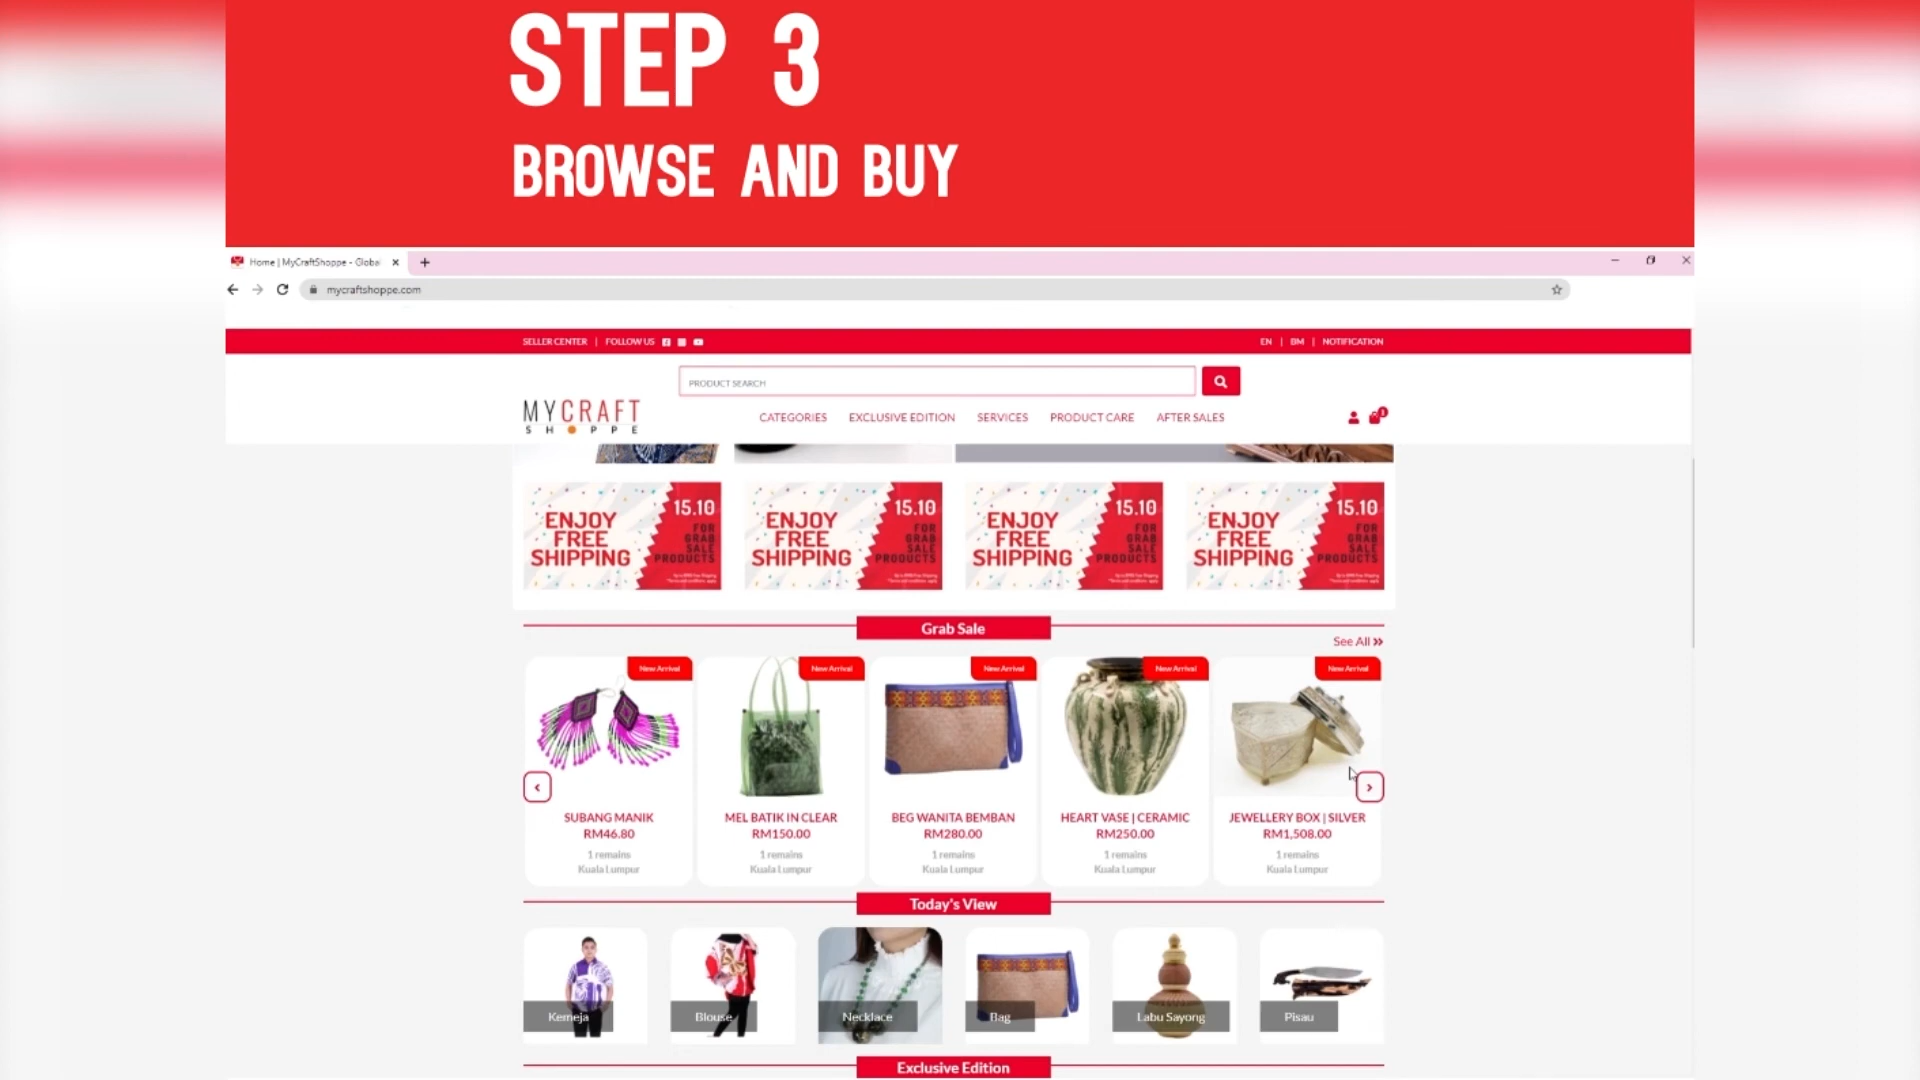 STEP 3
BROWSE AND BUY
Home | MyCraftShoppe - Global
mycraftshoppe.com
SELLER CENTER | FOLLOW US
EN | BM | NOTIFICATION
PRODUCT SEARCH
MYCRAFT
SHOPPE
CATEGORIES EXCLUSIVE EDITION SERVICES PRODUCT CARE AFTER SALES
ENJOY
FREE
SHIPPING
15.10
FOR
GRAB
SALE
PRODUCTS
ENJOY
FREE
SHIPPING
15.10
FOR
GRAB
SALE
PRODUCTS
ENJOY
FREE
SHIPPING
15.10
FOR
GRAB
SALE
PRODUCTS
ENJOY
FREE
SHIPPING
15.10
FOR
GRAB
SALE
PRODUCTS
Grab Sale
See All
New Arrival
SUBANG MANIK
RM46.80
1 remains
Kuala Lumpur
New Arrival
MEL BATIK IN CLEAR
RM150.00
1 remains
Kuala Lumpur
New Arrival
BEG WANITA BEMBAN
RM280.00
1 remains
Kuala Lumpur
New Arrival
HEART VASE | CERAMIC
RM250.00
1 remains
Kuala Lumpur
New Arrival
JEWELLERY BOX | SILVER
RM1,508.00
1 remains
Kuala Lumpur
Today's View
Kemeja
Blouse
Necklace
Bag
Labu Sayong
Pisau
Exclusive Edition